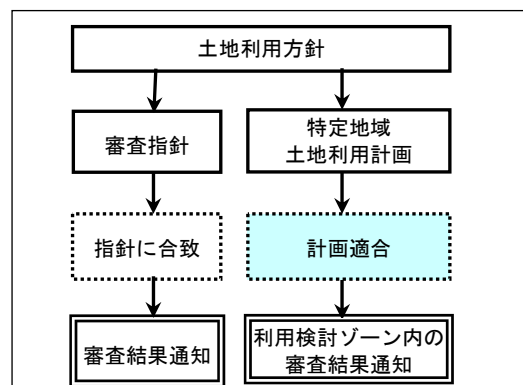 土地利用方針
審査指針
特定地域
土地利用計画
指針に合致
計画適合
審査結果通知
利用検討ゾーン内の
審査結果通知